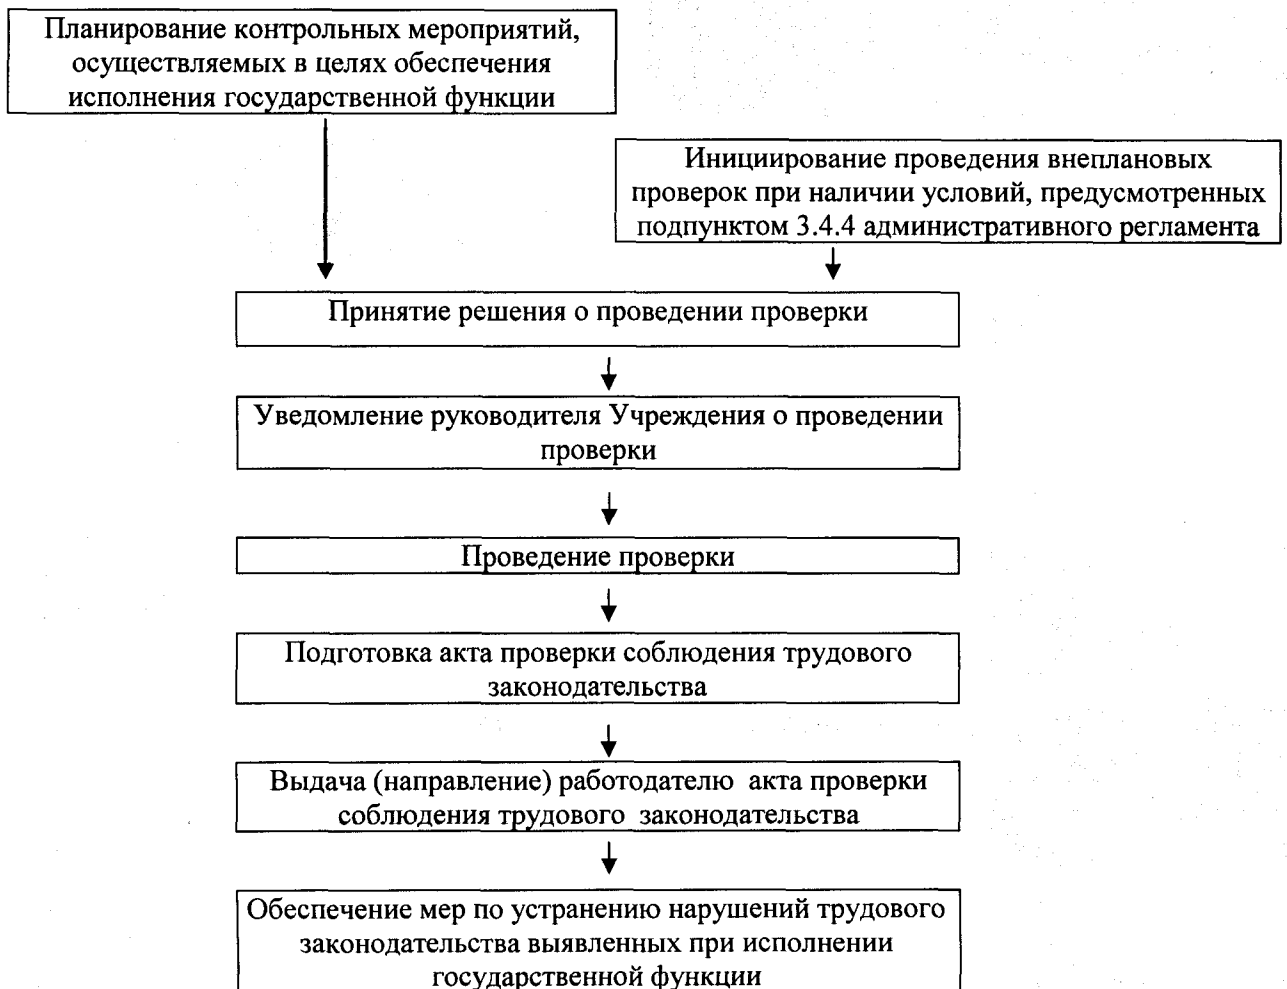 Планирование контрольных мероприятий,
осуществляемых в целях обеспечения
исполнения государственной функции
Инициирование проведения внеплановых
проверок при наличии условий, предусмотренных
подпунктом 3.4.4 административного регламента
Принятие решения о проведении проверки
Уведомление руководителя Учреждения о проведении
проверки
Проведение проверки
Подготовка акта проверки соблюдения трудового
законодательства
Выдача (направление) работодателю акта проверки
соблюдения трудового законодательства
Обеспечение мер по устранению нарушений трудового
законодательства выявленных при исполнении
государственной функции